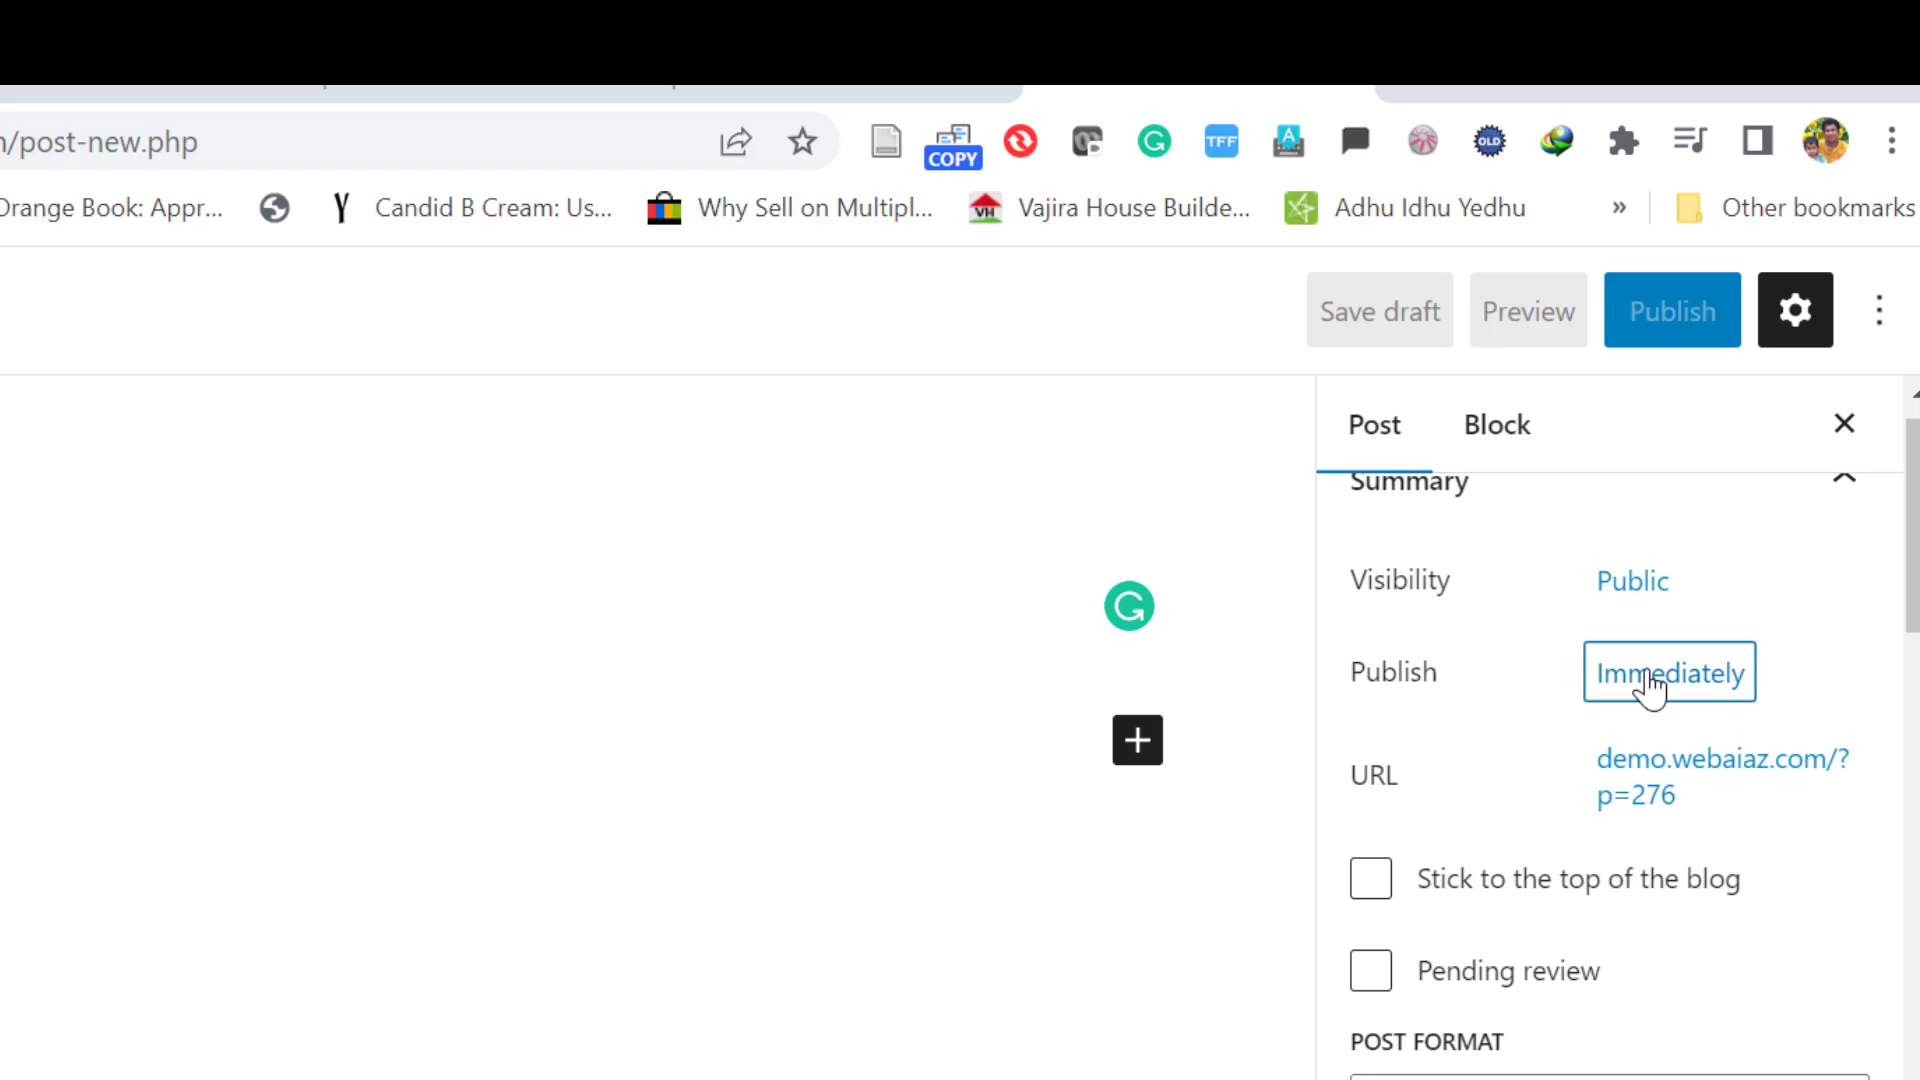 /post-new.php
COPY
TFF
A
OLD
Orange Book: Appr...
Candid B Cream: Us...
Why Sell on Multipl...
VH
Vajira House Builde...
Adhu Idhu Yedhu
»
Other bookmarks
Save draft
Preview
Publish
Post
Block
Summary
Visibility
Public
Publish
Immediately
URL
demo.webaiaz.com/?
p=276
Stick to the top of the blog
Pending review
POST FORMAT